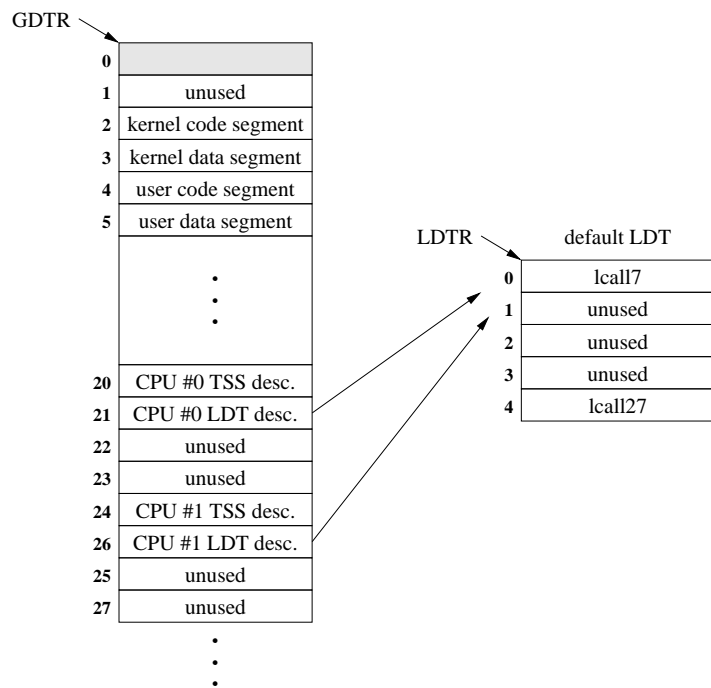 GDTR
0
1 unused
2 kernel code segment
3 kernel data segment
4 user code segment
5 user data segment
20 CPU #0 TSS desc.
21 CPU #0 LDT desc.
22 unused
23 unused
24 CPU #1 TSS desc.
26 CPU #1 LDT desc.
25 unused
27 unused
LDTR default LDT
0 lcall7
1 unused
2 unused
3 unused
4 lcall27